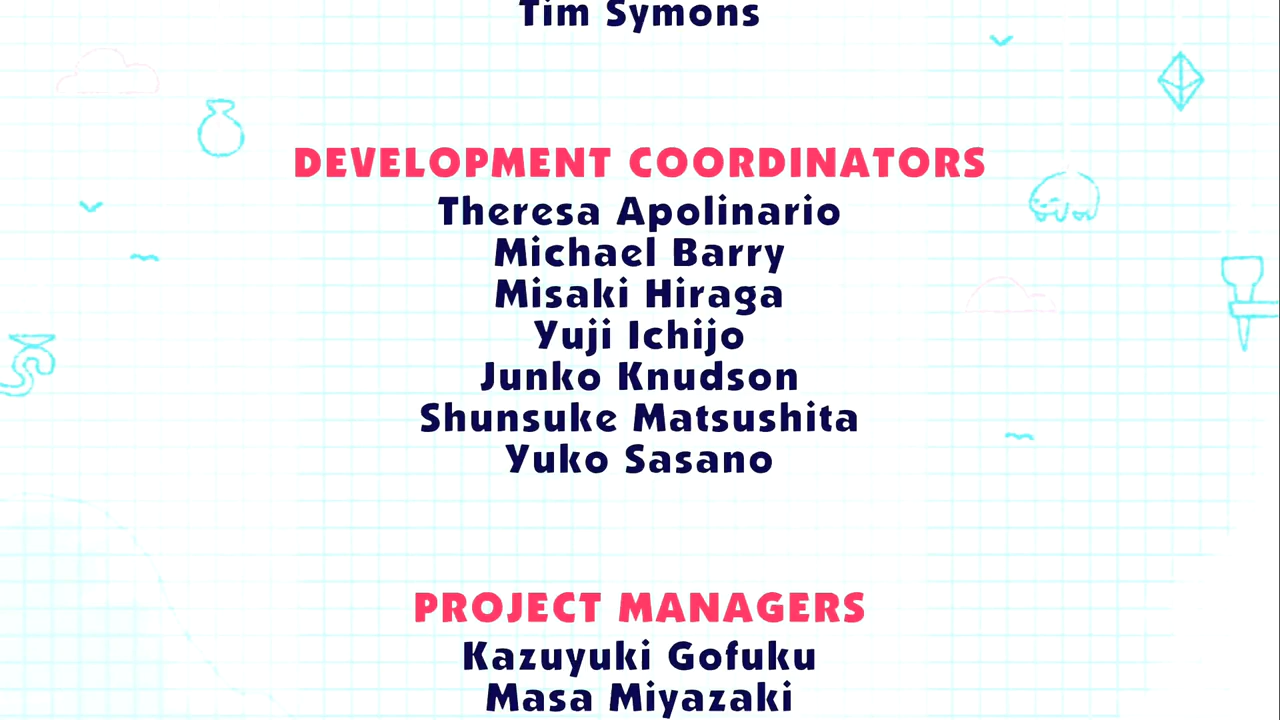 Tim Symons
DEVELOPMENT COORDINATORS
Theresa Apolinario
Michael Barry
Misaki Hiraga
Yuji Ichijo
Junko Knudson
Shunsuke Matsushita
Yuko Sasano
PROJECT MANAGERS
Kazuyuki Gofuku
Masa Miyazaki